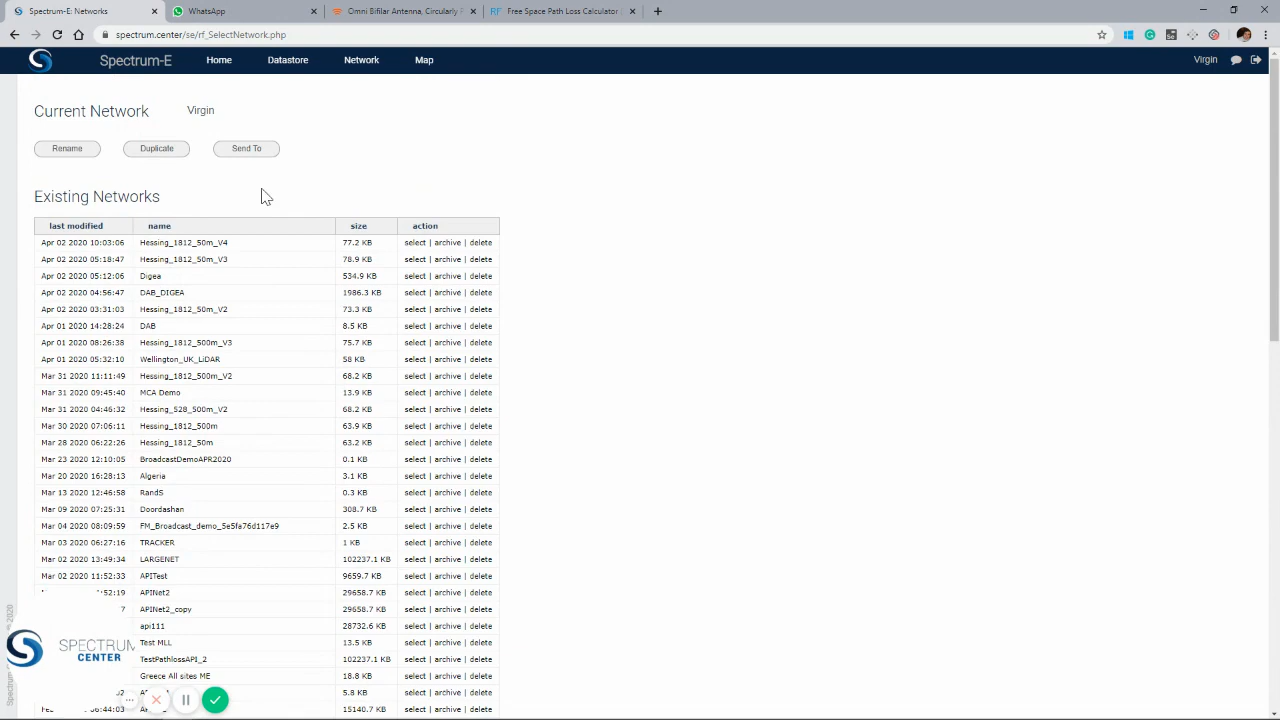 Spectrum-E: Networks
WhatsApp
Omni Bifilar Antenna, Circularly P
RF Free Space Path Loss Calculator
spectrum.center/se/rf_SelectNetwork.php
Spectrum-E Home Datastore Network Map Virgin
Current Network Virgin
Rename Duplicate Send To
Existing Networks
last modified name size action
Apr 02 2020 10:03:06 Hessing_1812_50m_V4 77.2 KB select | archive | delete
Apr 02 2020 05:18:47 Hessing_1812_50m_V3 78.9 KB select | archive | delete
Apr 02 2020 05:12:06 Digea 534.9 KB select | archive | delete
Apr 02 2020 04:56:47 DAB_DIGEA 1986.3 KB select | archive | delete
Apr 02 2020 03:31:03 Hessing_1812_50m_V2 73.3 KB select | archive | delete
Apr 01 2020 14:28:24 DAB 8.5 KB select | archive | delete
Apr 01 2020 08:26:38 Hessing_1812_500m_V3 75.7 KB select | archive | delete
Apr 01 2020 05:32:10 Wellington_UK_LiDAR 58 KB select | archive | delete
Mar 31 2020 11:11:49 Hessing_1812_500m_V2 68.2 KB select | archive | delete
Mar 31 2020 09:45:40 MCA Demo 13.9 KB select | archive | delete
Mar 31 2020 04:46:32 Hessing_528_500m_V2 68.2 KB select | archive | delete
Mar 30 2020 07:06:11 Hessing_1812_500m 63.9 KB select | archive | delete
Mar 28 2020 06:22:26 Hessing_1812_50m 63.2 KB select | archive | delete
Mar 23 2020 12:10:05 BroadcastDemoAPR2020 0.1 KB select | archive | delete
Mar 20 2020 16:28:13 Algeria 3.1 KB select | archive | delete
Mar 13 2020 12:46:58 RandS 0.3 KB select | archive | delete
Mar 09 2020 07:25:31 Doordashan 308.7 KB select | archive | delete
Mar 04 2020 08:09:59 FM_Broadcast_demo_5e5fa76d117e9 2.5 KB select | archive | delete
Mar 03 2020 06:27:16 TRACKER 1 KB select | archive | delete
Mar 02 2020 13:49:34 LARGENET 102237.1 KB select | archive | delete
Mar 02 2020 11:52:33 APITest 9659.7 KB select | archive | delete
52:19 APINet2 29658.7 KB select | archive | delete
7 APINet2_copy 29658.7 KB select | archive | delete
api111 28732.6 KB select | archive | delete
Test MLL 13.5 KB select | archive | delete
TestPathlossAPI_2 102237.1 KB select | archive | delete
Greece All sites ME 18.8 KB select | archive | delete
02 5.8 KB select | archive | delete
06:44:03 15140.7 KB select | archive | delete
SPECTRUM
CENTER